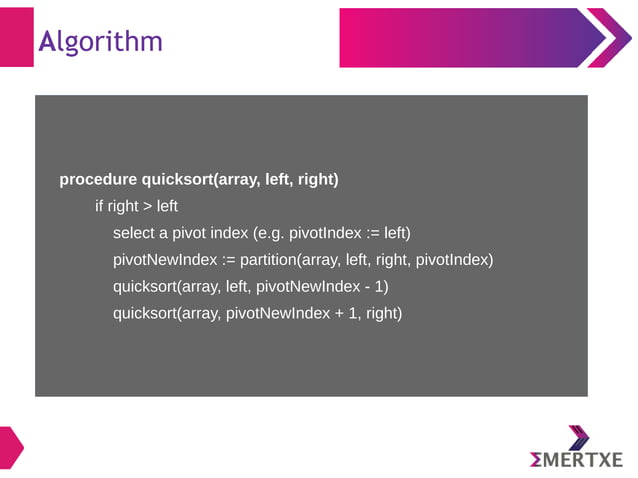 Algorithm
procedure quicksort(array, left, right)
if right > left
select a pivot index (e.g. pivotIndex := left)
pivotNewIndex := partition(array, left, right, pivotIndex)
quicksort(array, left, pivotNewIndex - 1)
quicksort(array, pivotNewIndex + 1, right)
EMERTXE